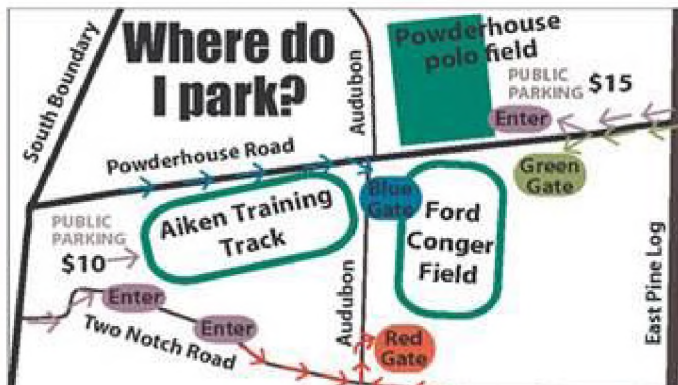 Where do
I park?
South Boundary
Powderhouse Road
Audubon
Powderhouse
polo field
PUBLIC
PARKING $15
Enter
Green
Gate
Blue
Gate
Ford
Conger
Field
Aiken Training
Track
PUBLIC
PARKING
$10
Enter
Enter
Two Notch Road
Audubon
Red
Gate
East Pine Log